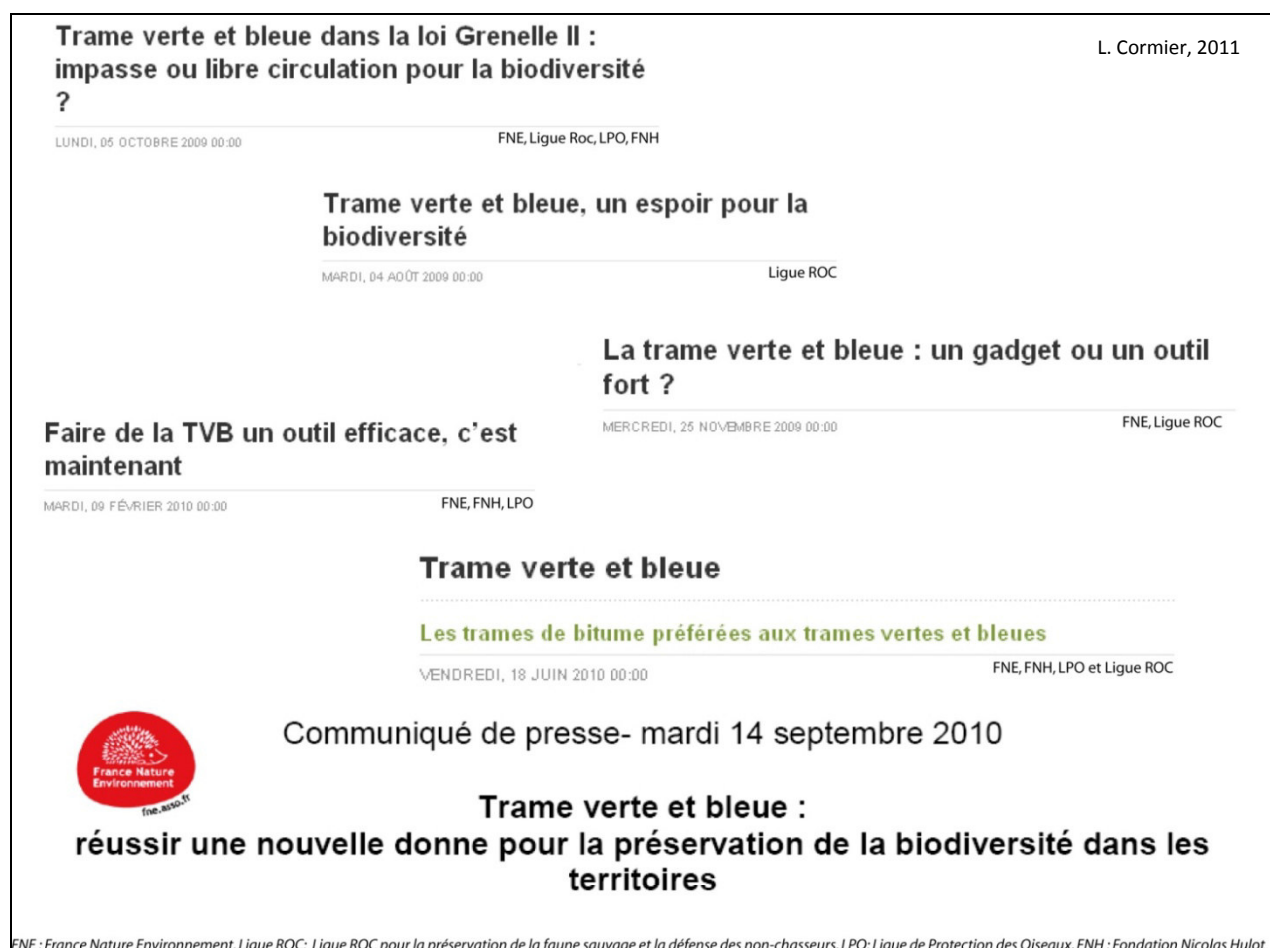 Trame verte et bleue dans la loi Grenelle II :
impasse ou libre circulation pour la biodiversité
?
L. Cormier, 2011
LUNDI, 05 OCTOBRE 2009 00:00
FNE, Ligue Roc, LPO, FNH
Trame verte et bleue, un espoir pour la
biodiversité
MARDI, 04 AOÛT 2009 00:00
Ligue ROC
La trame verte et bleue : un gadget ou un outil
fort ?
MERCREDI, 25 NOVEMBRE 2009 00:00
FNE, Ligue ROC
Faire de la TVB un outil efficace, c'est
maintenant
MARDI, 09 FÉVRIER 2010 00:00
FNE, FNH, LPO
Trame verte et bleue
Les trames de bitume préférées aux trames vertes et bleues
VENDREDI, 18 JUIN 2010 00:00
FNE, FNH, LPO et Ligue ROC
France Nature
Environnement
fne.asso.fr
Communiqué de presse- mardi 14 septembre 2010
Trame verte et bleue :
réussir une nouvelle donne pour la préservation de la biodiversité dans les
territoires
FNE : France Nature Environnement, Ligue ROC: Ligue ROC pour la préservation de la faune sauvage et la défense des non-chasseurs, LPO: Ligue de Protection des Oiseaux, FNH : Fondation Nicolas Hulot